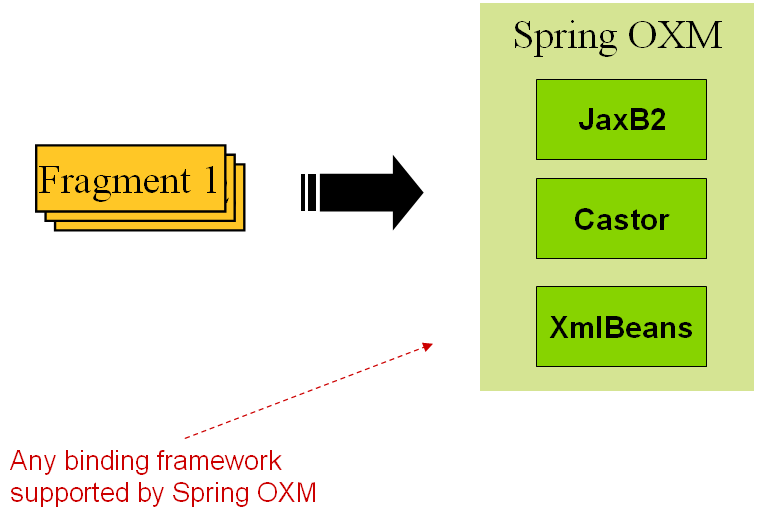 Spring OXM
JaxB2
Fragment 1
Castor
XmlBeans
Any binding framework
supported by Spring OXM